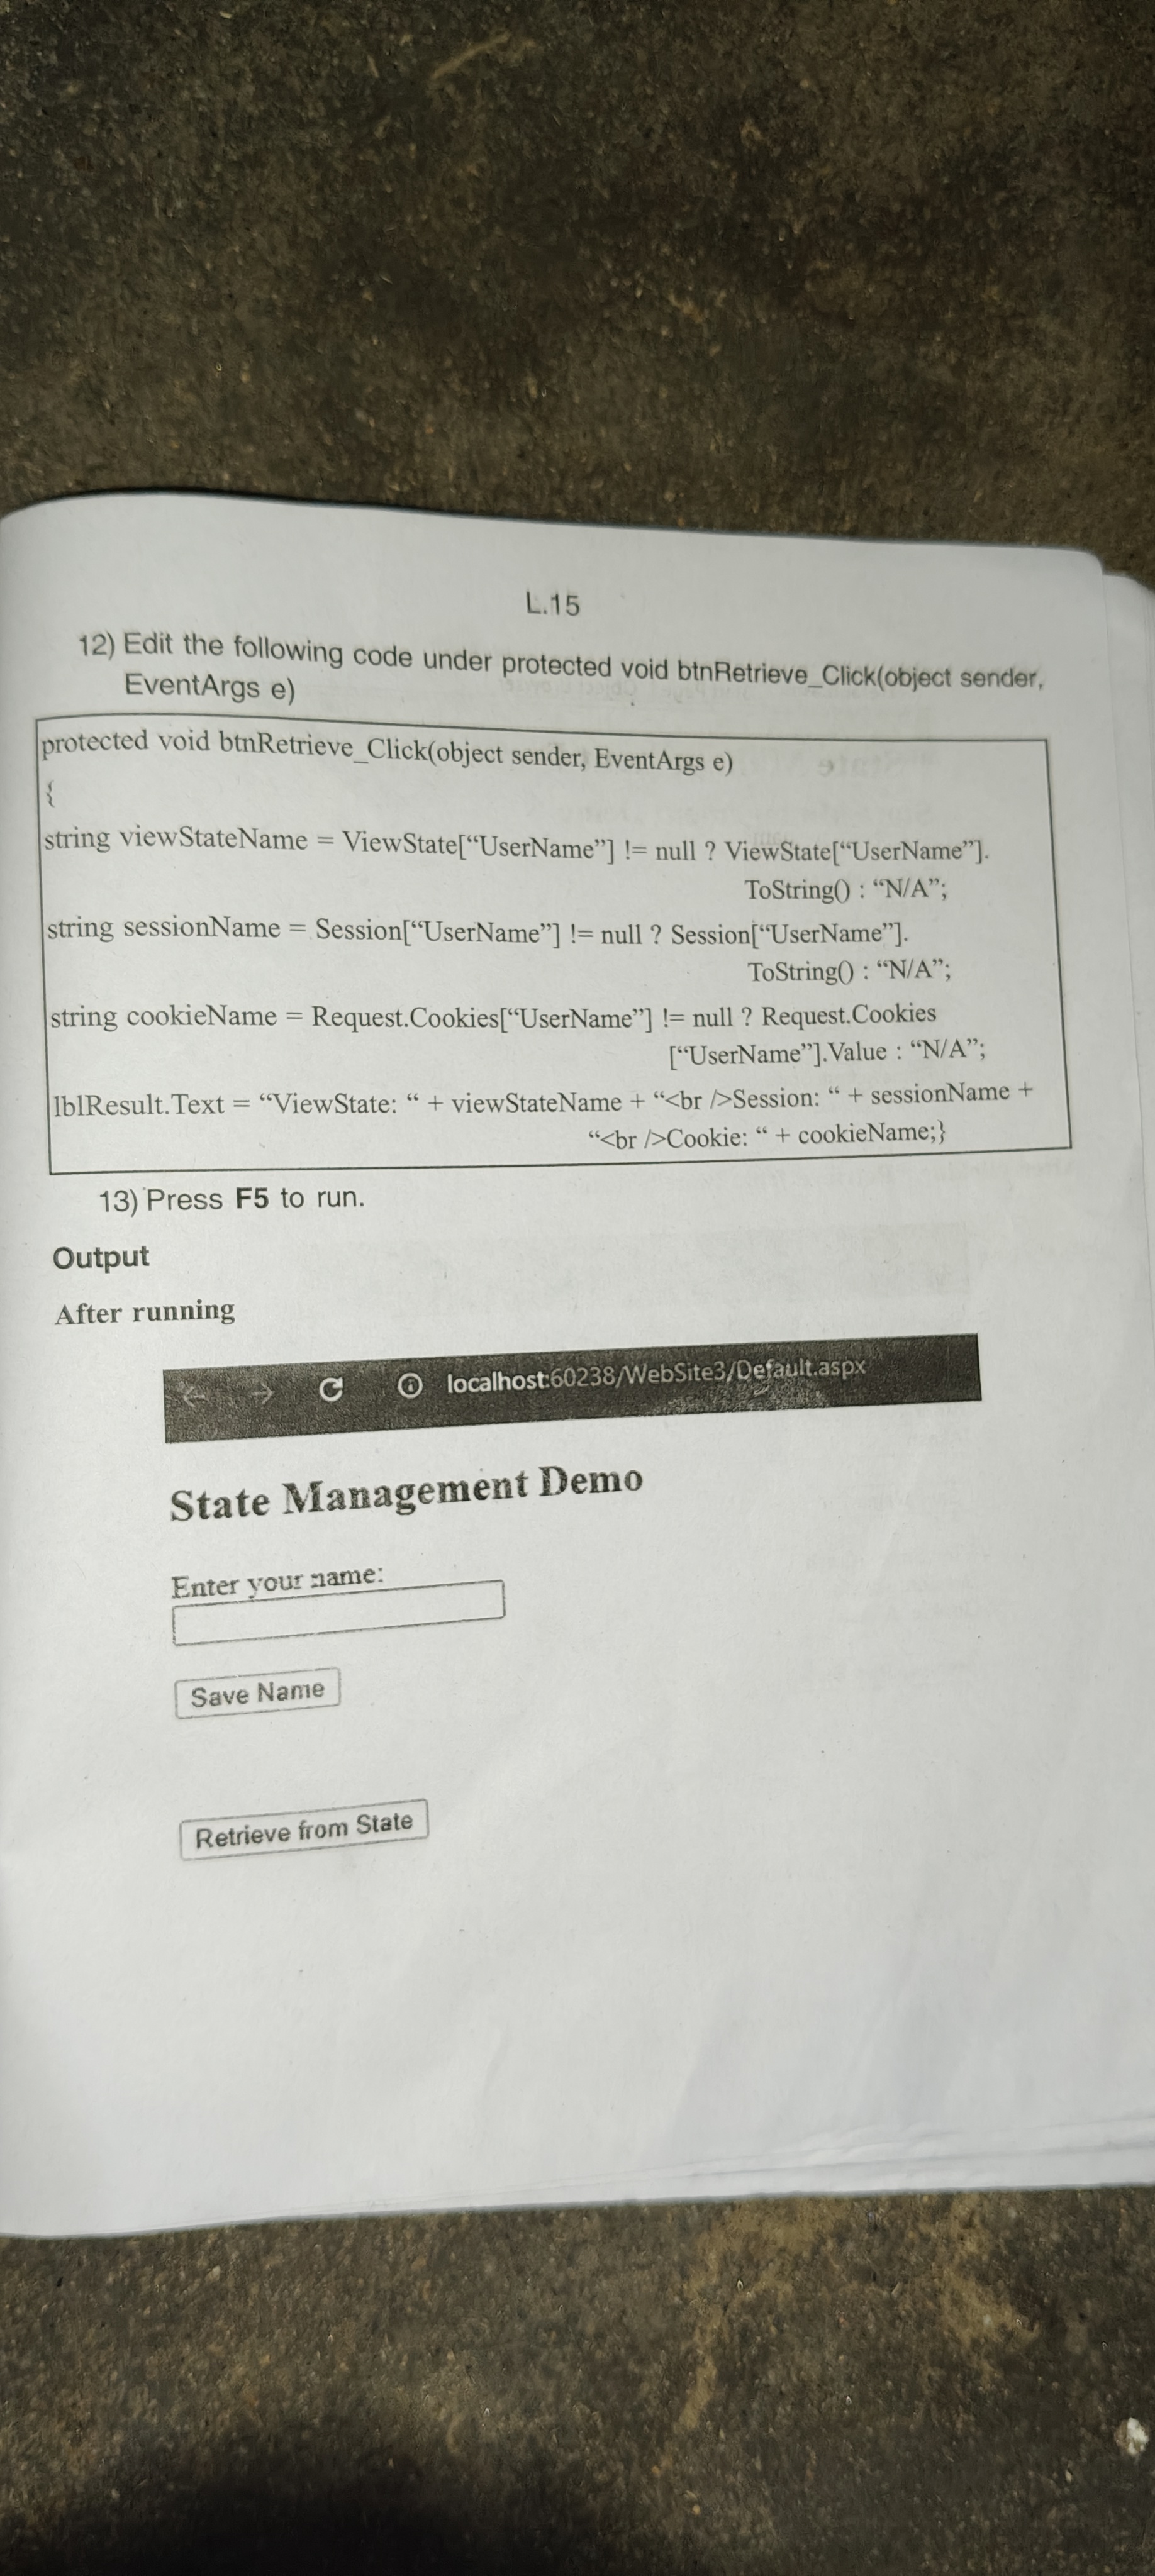 L.15
12) Edit the following code under protected void btnRetrieve_Click(object sender,
EventArgs e)
protected void btnRetrieve_Click(object sender, EventArgs e)
{
string viewStateName = ViewState[“UserName”] != null ? ViewState[“UserName”].
ToString() : “N/A”;
string sessionName = Session[“UserName”] != null ? Session[“UserName”].
ToString() : “N/A”;
string cookieName = Request.Cookies[“UserName”] != null ? Request.Cookies
[“UserName”].Value : “N/A”;
lblResult.Text = “ViewState: “ + viewStateName + “<br />Session: “ + sessionName +
“<br />Cookie: “ + cookieName;}
13) Press F5 to run.
Output
After running
localhost:60238/WebSite3/Default.aspx
State Management Demo
Enter your name:
Save Name
Retrieve from State